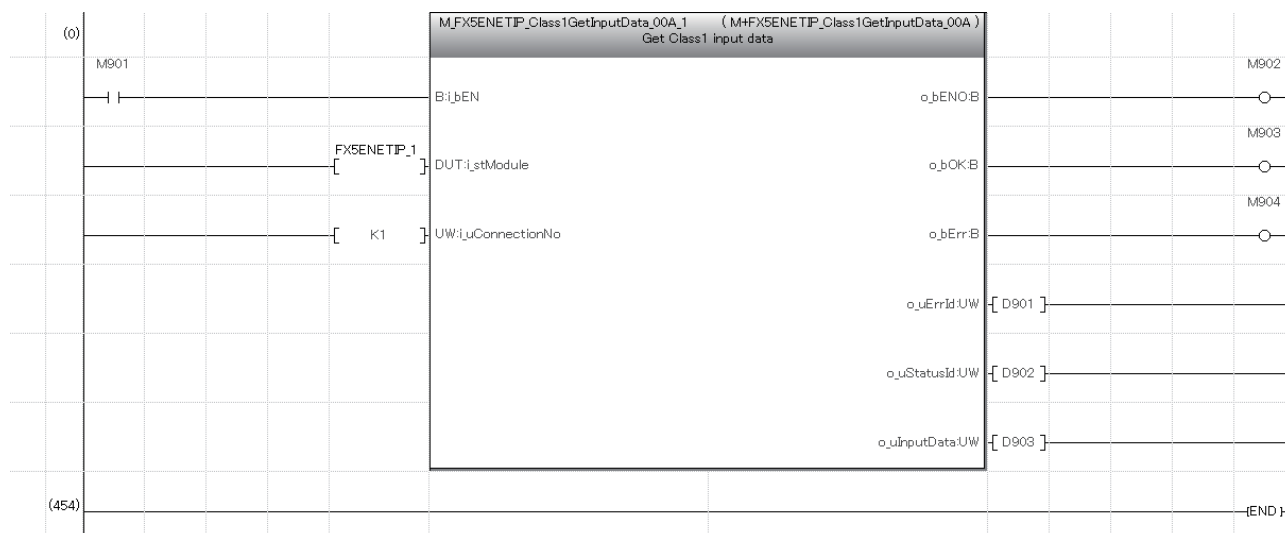 M_FX5ENETIP_Class1GetInputData_00A_1 (M+FX5ENETIP_Class1GetInputData_00A)
(0) Get Class1 input data
M901 M902
B:i_bEN o_bENO:B
M903
FX5ENETIP_1
[ ] DUT:i_stModule o_bOK:B
M904
[ K1 ] UW:i_uConnectionNo o_bErr:B
o_uErrId:UW [ D901 ]
o_uStatusId:UW [ D902 ]
o_uInputData:UW [ D903 ]
(454) [END]